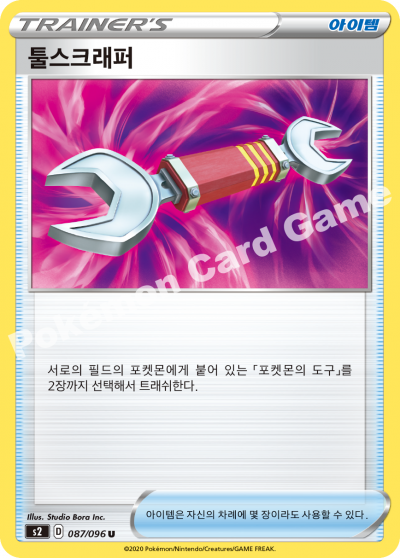 TRAINER'S
아이템
툴스크래퍼
Pokémon Card Game
서로의 필드의 포켓몬에게 붙어 있는 「포켓몬의 도구」를
2장까지 선택해서 트래쉬한다.
Illus. Studio Bora Inc.
s2 D 087/096 U
아이템은 자신의 차례에 몇 장이라도 사용할 수 있다.
©2020 Pokémon/Nintendo/Creatures/GAME FREAK.